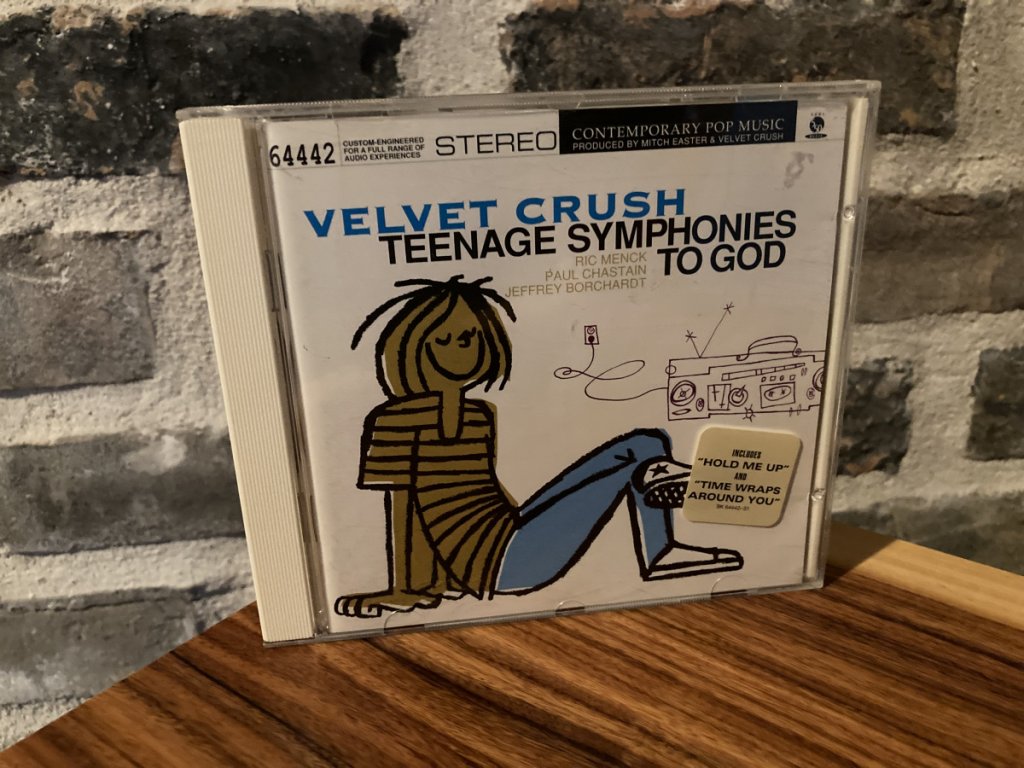 64442
CUSTOM-ENGINEERED
FOR A FULL RANGE OF
AUDIO EXPERIENCES
STEREO
CONTEMPORARY POP MUSIC
PRODUCED BY MITCH EASTER & VELVET CRUSH
VELVET CRUSH
TEENAGE SYMPHONIES
TO GOD
RIC MENCK
PAUL CHASTAIN
JEFFREY BORCHARDT
INCLUDES
"HOLD ME UP"
AND
"TIME WRAPS
AROUND YOU"